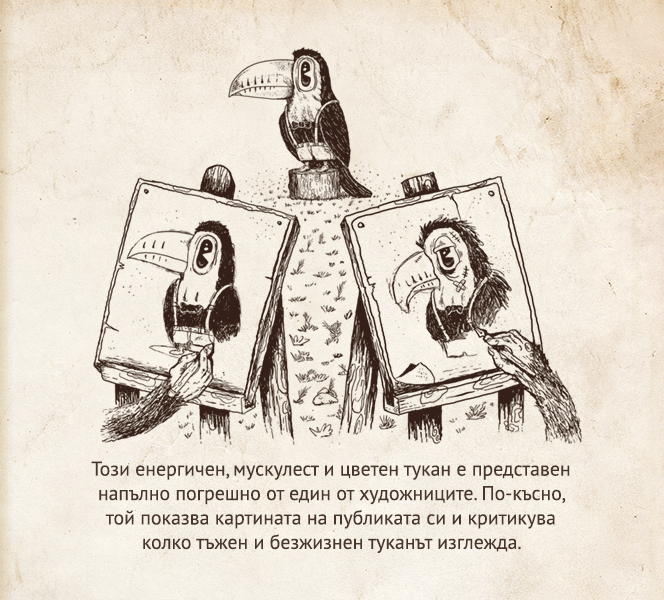 Този енергичен, мускулест и цветен тукан е представен
напълно погрешно от един от художниците. По-късно,
той показва картината на публиката си и критикува
колко тъжен и безжизнен туканът изглежда.